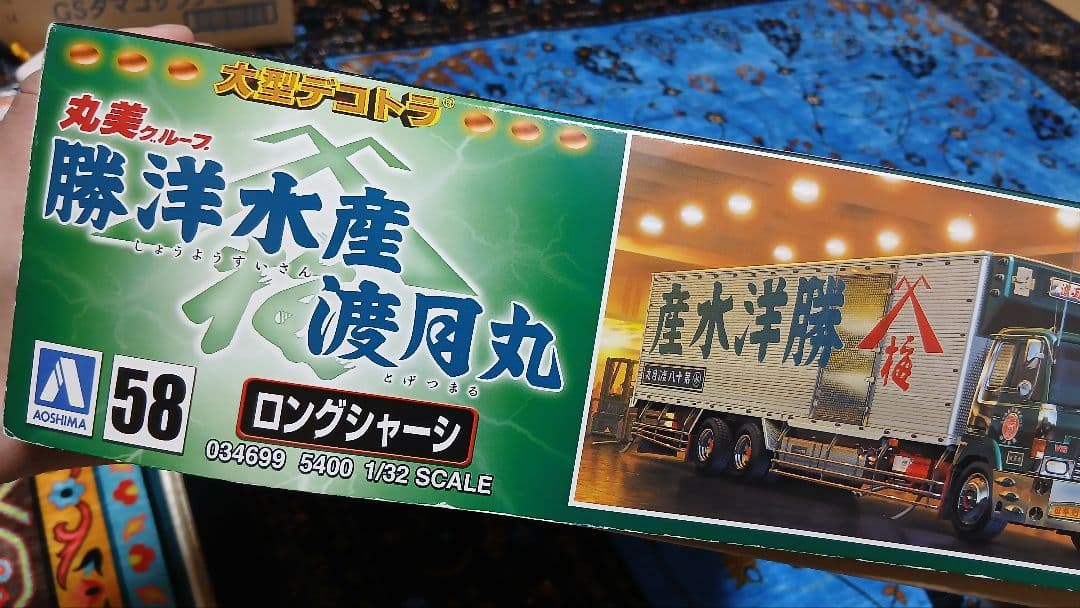 大型デコトラ®
丸美グループ
勝洋水産
しょうようすいさん
渡月丸
とげつまる
AOSHIMA
58
ロングシャーシ
034699 5400 1/32 SCALE
産水洋勝